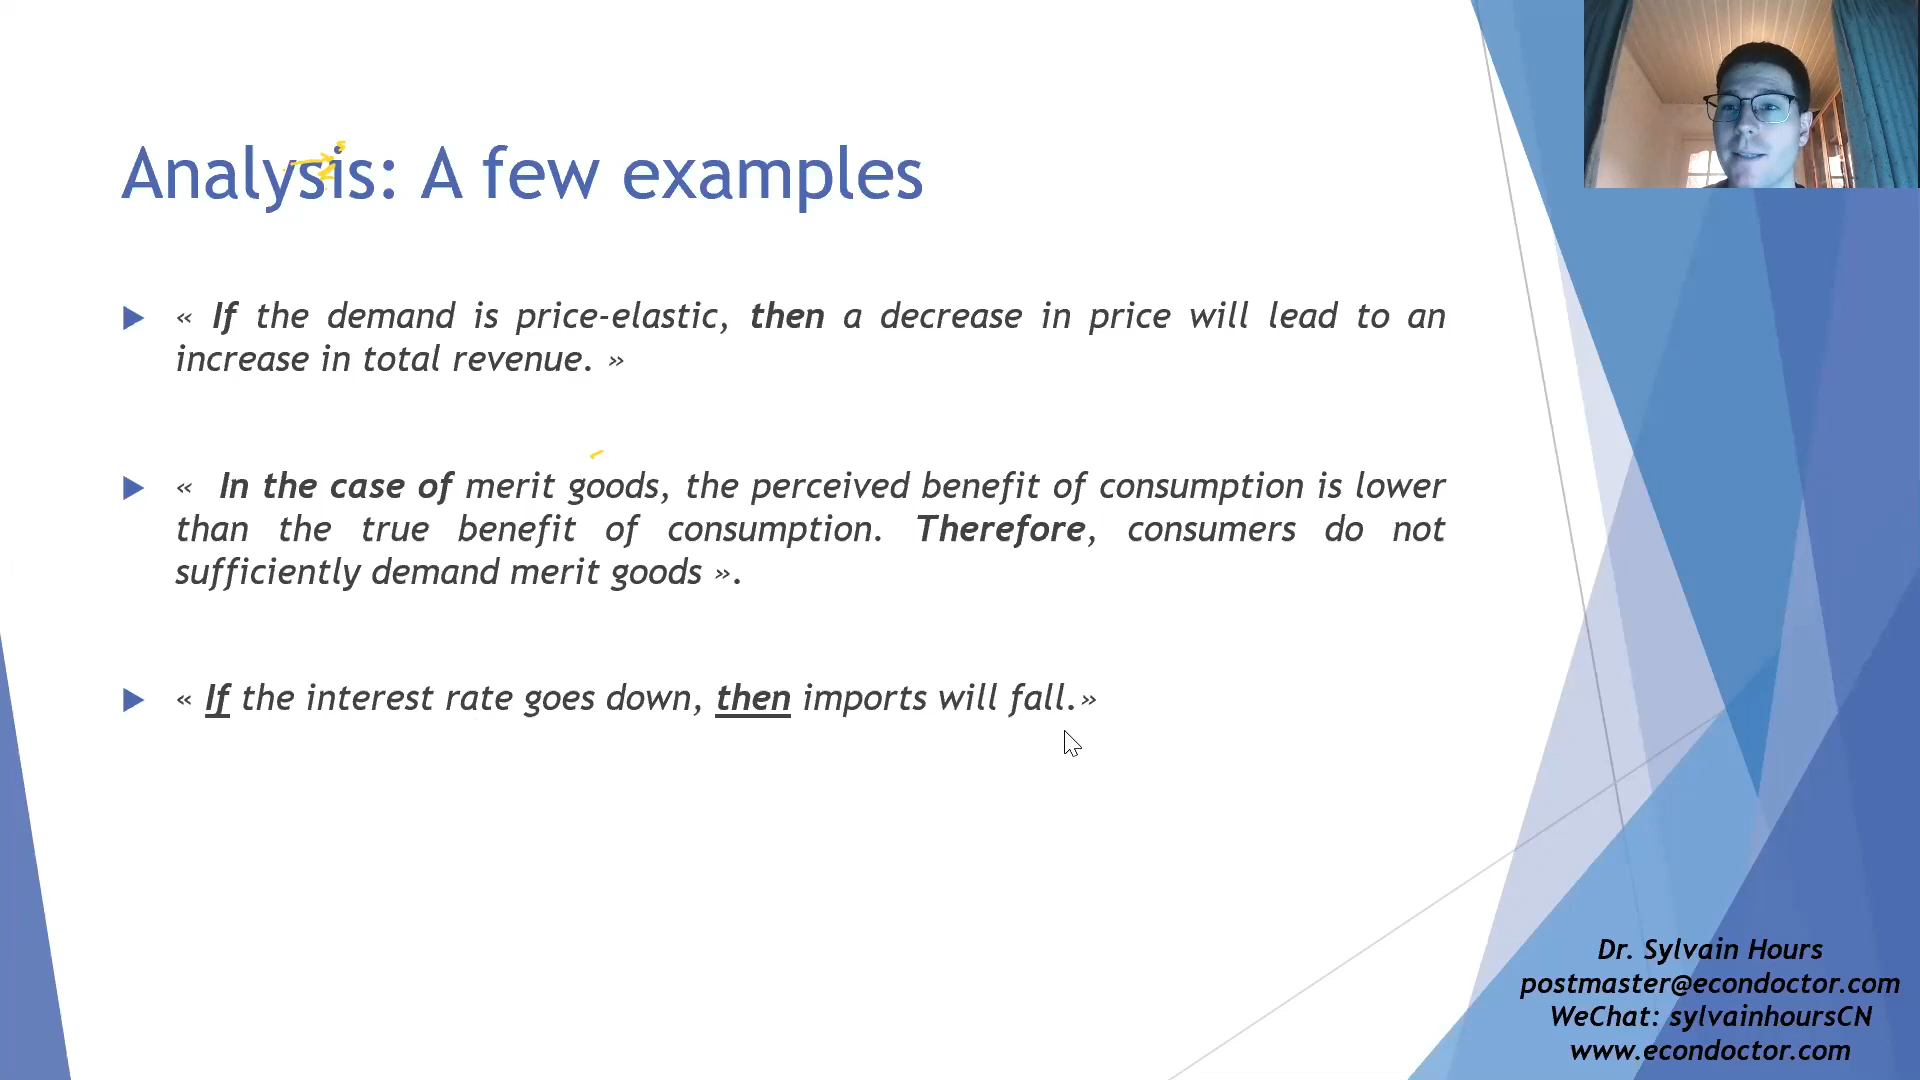 Analysis: A few examples
« If the demand is price-elastic, then a decrease in price will lead to an
increase in total revenue. »
« In the case of merit goods, the perceived benefit of consumption is lower
than the true benefit of consumption. Therefore, consumers do not
sufficiently demand merit goods ».
« If the interest rate goes down, then imports will fall.»
Dr. Sylvain Hours
postmaster@econdoctor.com
WeChat: sylvainhoursCN
www.econdoctor.com